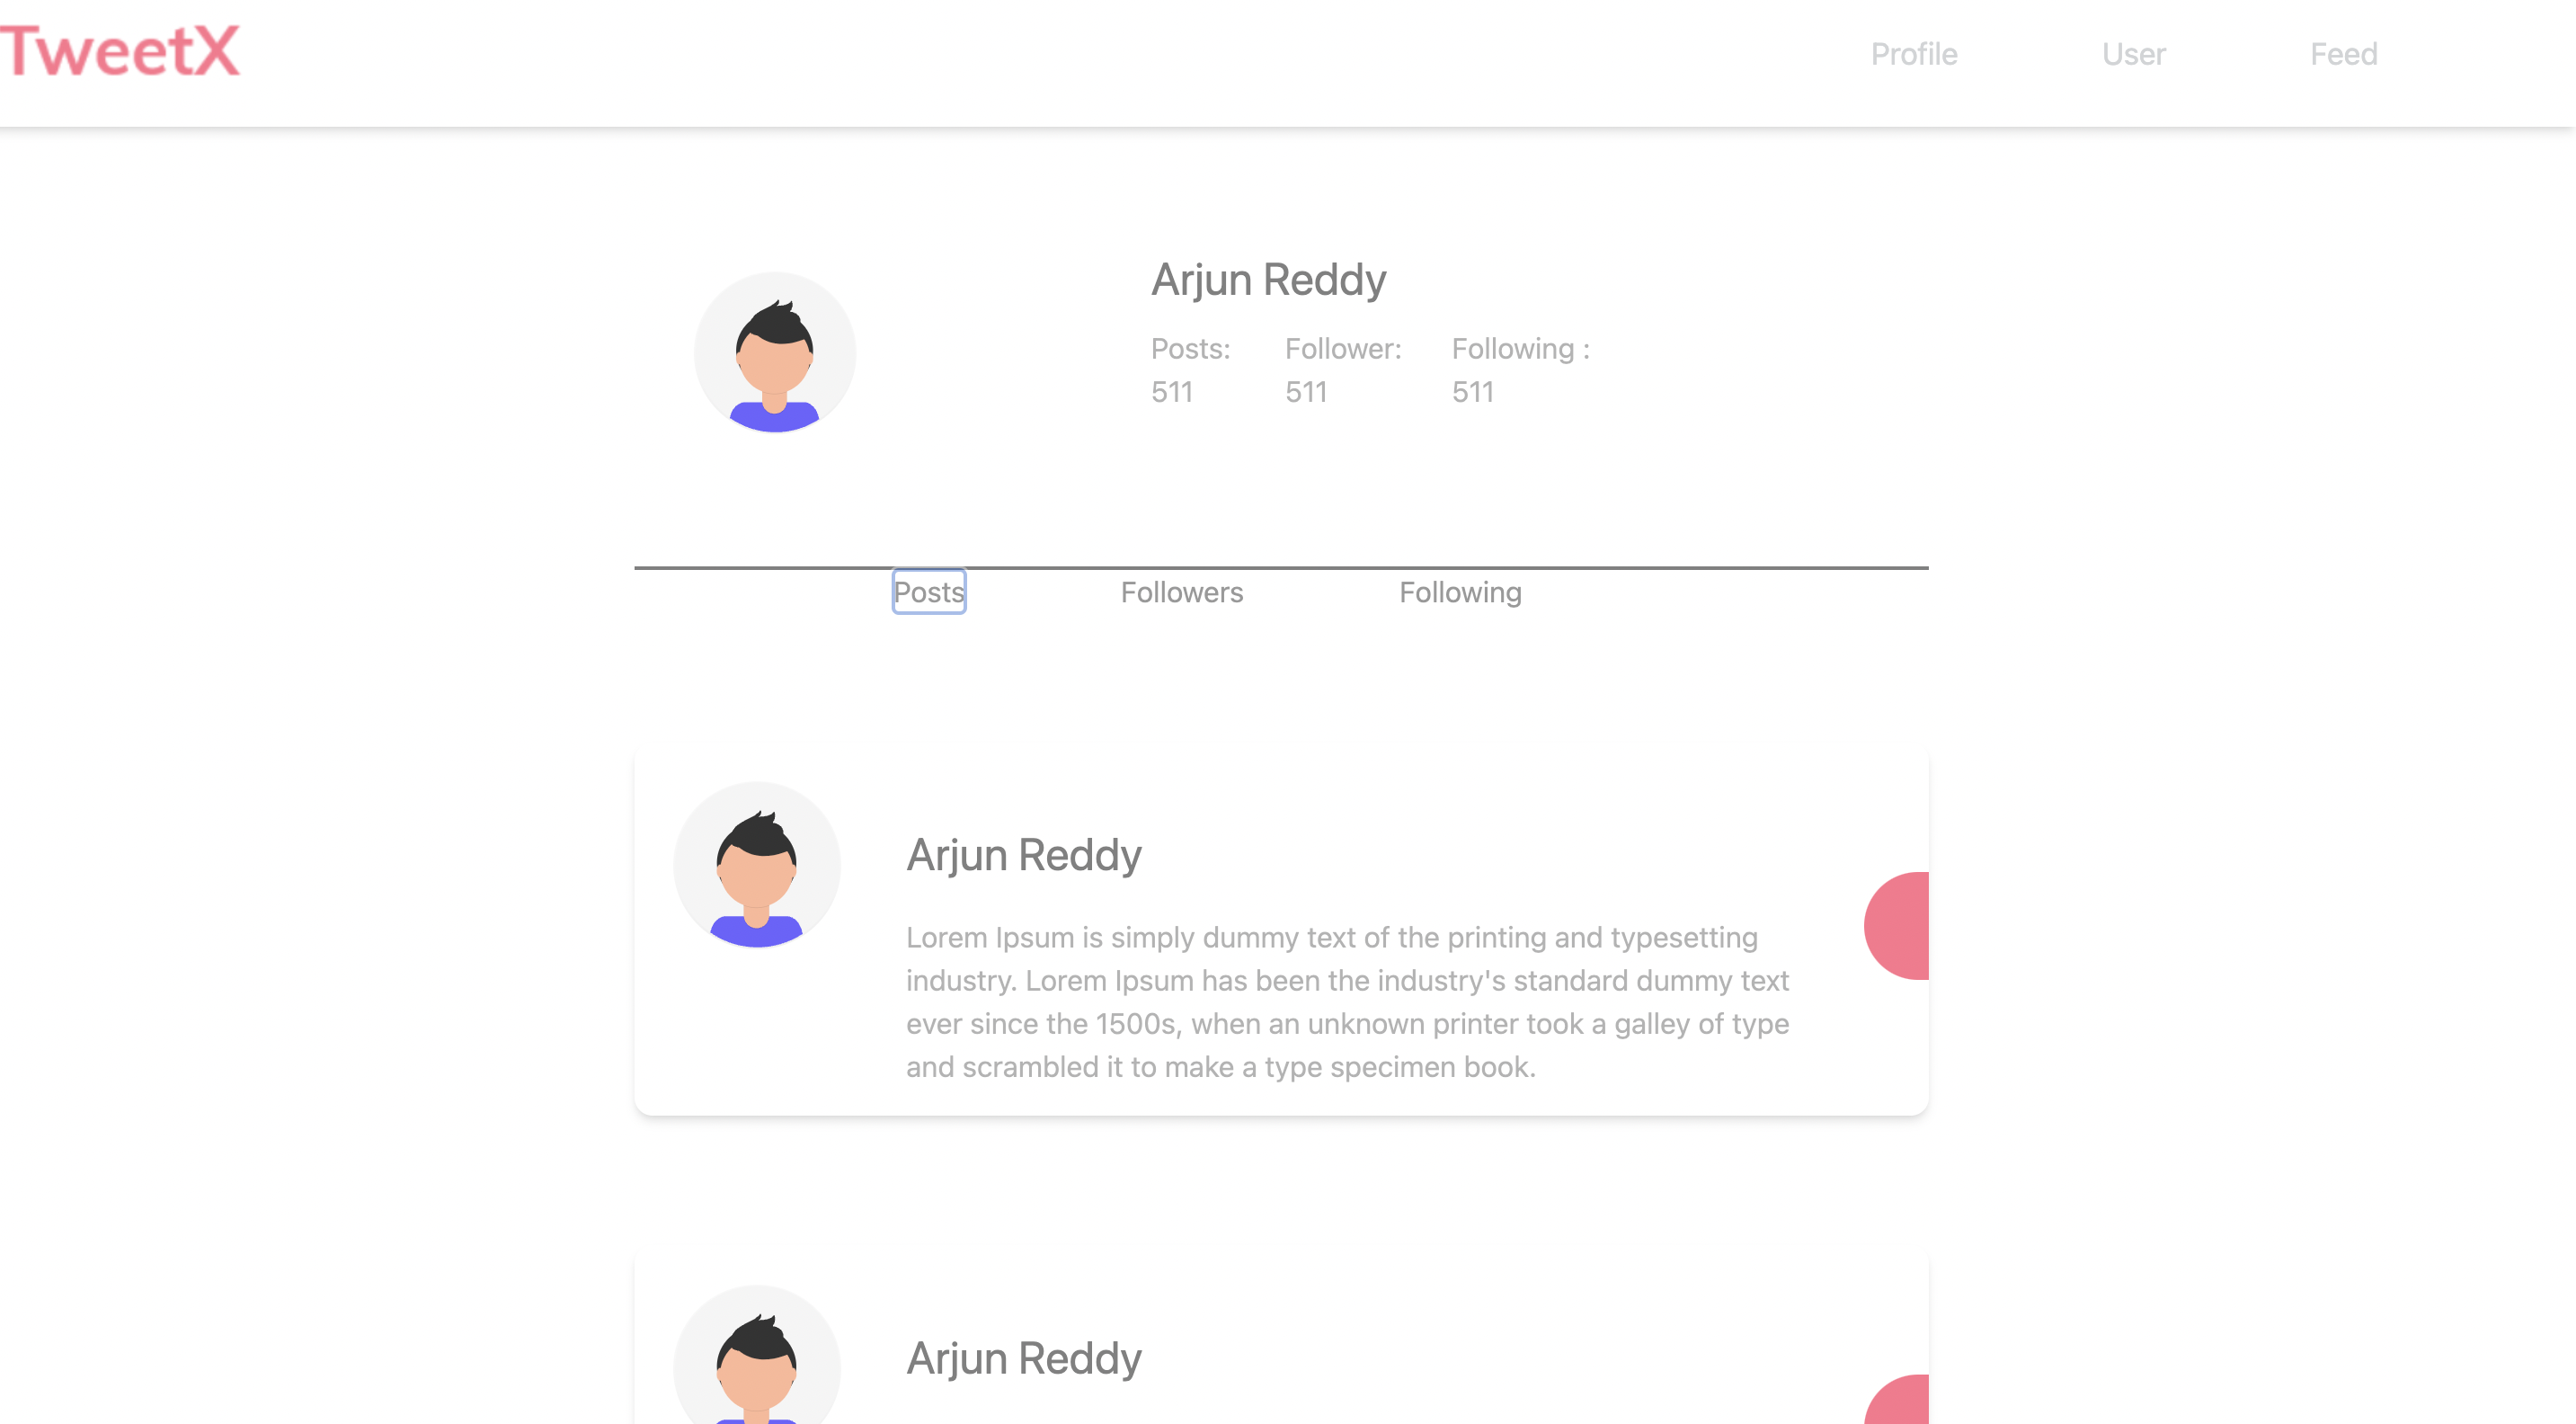 TweetX
Profile User Feed
Arjun Reddy
Posts: Follower: Following :
511 511 511
Posts Followers Following
Arjun Reddy
Lorem Ipsum is simply dummy text of the printing and typesetting
industry. Lorem Ipsum has been the industry's standard dummy text
ever since the 1500s, when an unknown printer took a galley of type
and scrambled it to make a type specimen book.
Arjun Reddy